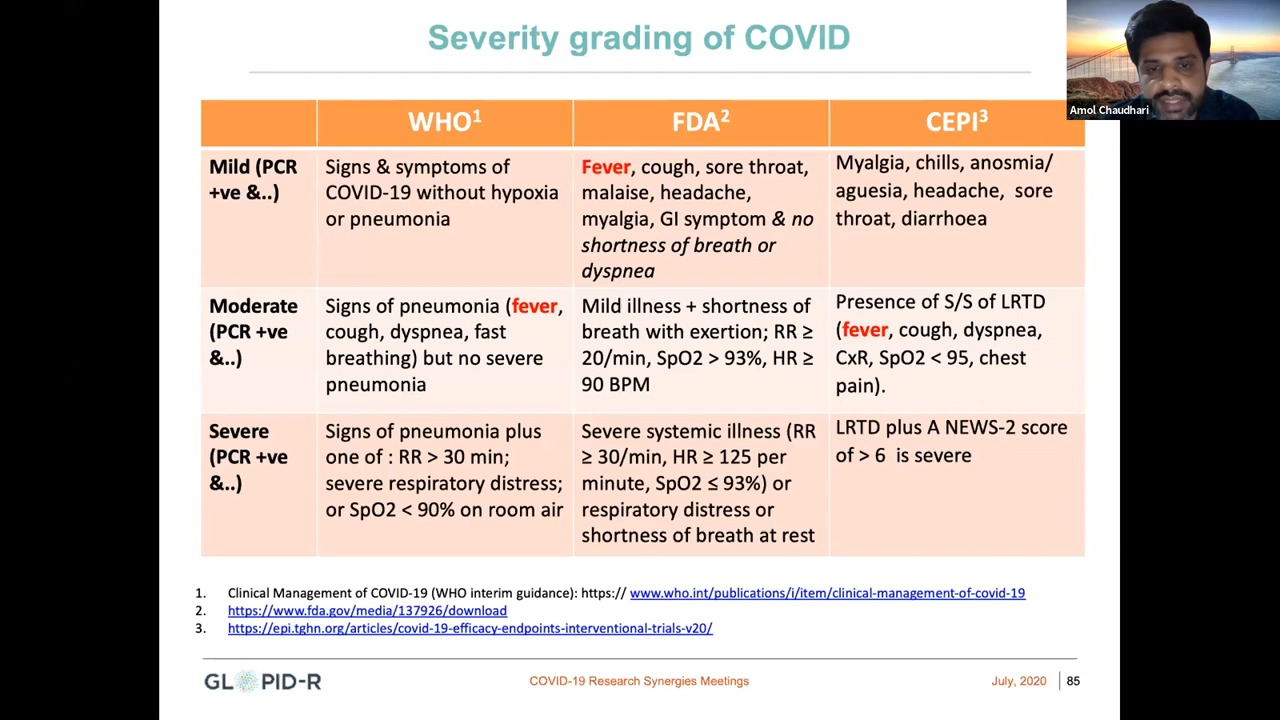 Severity grading of COVID
Amol Chaudhari
WHO1
FDA2
CEPI3
Mild (PCR
+ve &..)
Signs & symptoms of
COVID-19 without hypoxia
or pneumonia
Fever, cough, sore throat,
malaise, headache,
myalgia, GI symptom & no
shortness of breath or
dyspnea
Myalgia, chills, anosmia/
aguesia, headache, sore
throat, diarrhoea
Moderate
(PCR +ve
&..)
Signs of pneumonia (fever,
cough, dyspnea, fast
breathing) but no severe
pneumonia
Mild illness + shortness of
breath with exertion; RR ≥
20/min, SpO2 > 93%, HR ≥
90 BPM
Presence of S/S of LRTD
(fever, cough, dyspnea,
CxR, SpO2 < 95, chest
pain).
Severe
(PCR +ve
&..)
Signs of pneumonia plus
one of : RR > 30 min;
severe respiratory distress;
or SpO2 < 90% on room air
Severe systemic illness (RR
≥ 30/min, HR ≥ 125 per
minute, SpO2 ≤ 93%) or
respiratory distress or
shortness of breath at rest
LRTD plus A NEWS-2 score
of > 6 is severe
1. Clinical Management of COVID-19 (WHO interim guidance): https:// www.who.int/publications/i/item/clinical-management-of-covid-19
2. https://www.fda.gov/media/137926/download
3. https://epi.tghn.org/articles/covid-19-efficacy-endpoints-interventional-trials-v20/
GLOPID-R
COVID-19 Research Synergies Meetings
July, 2020
85